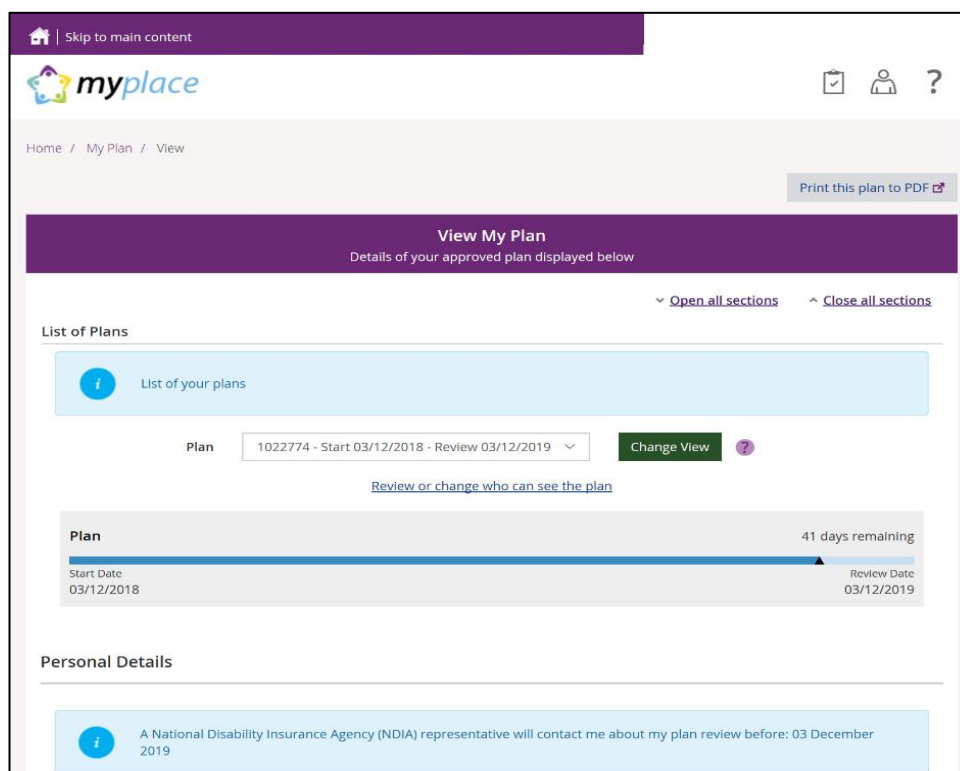 Skip to main content
myplace
?
Home / My Plan / View
Print this plan to PDF
View My Plan
Details of your approved plan displayed below
Open all sections Close all sections
List of Plans
i List of your plans
Plan 1022774 - Start 03/12/2018 - Review 03/12/2019 Change View ?
Review or change who can see the plan
Plan 41 days remaining
Start Date Review Date
03/12/2018 03/12/2019
Personal Details
i A National Disability Insurance Agency (NDIA) representative will contact me about my plan review before: 03 December
2019